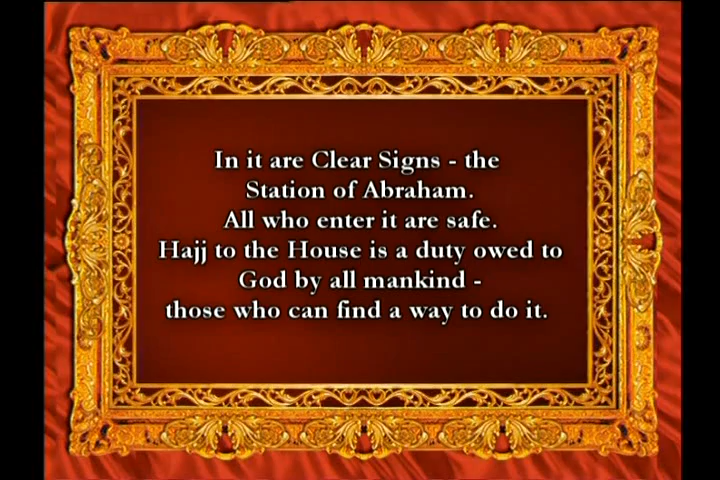 In it are Clear Signs - the
Station of Abraham.
All who enter it are safe.
Hajj to the House is a duty owed to
God by all mankind -
those who can find a way to do it.